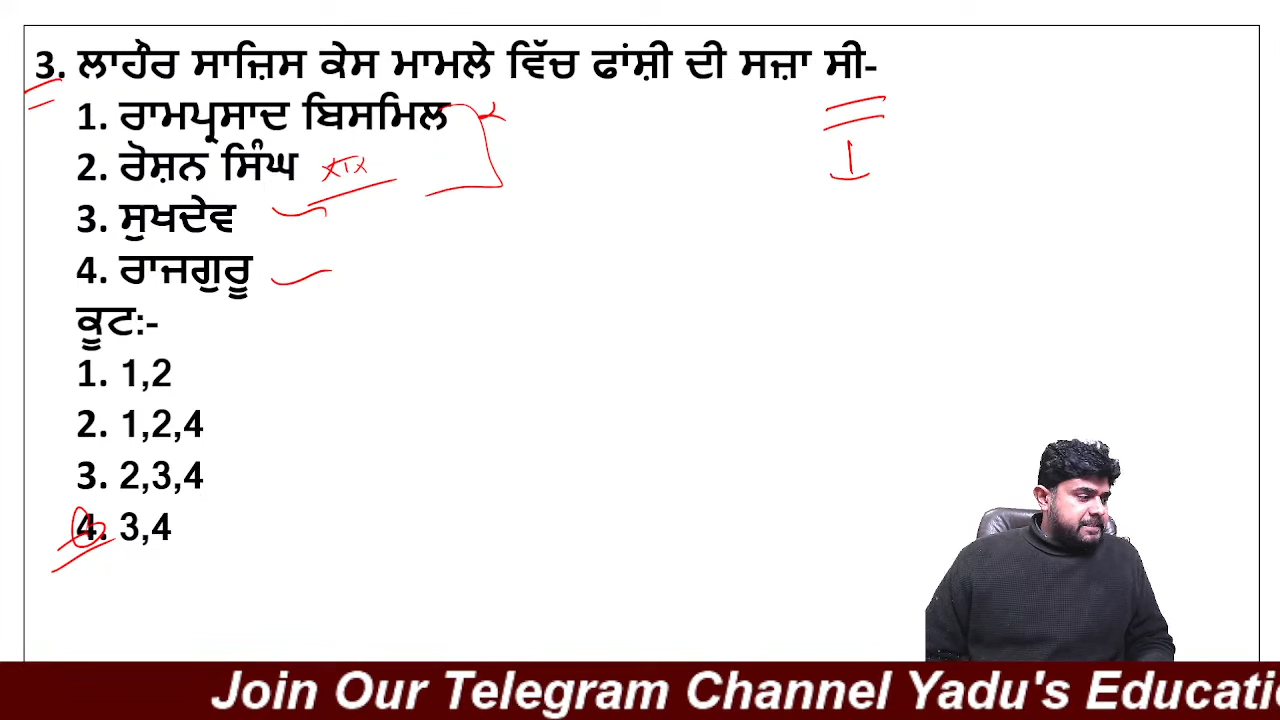 3. ਲਾਹੌਰ ਸਾਜ਼ਿਸ ਕੇਸ ਮਾਮਲੇ ਵਿੱਚ ਫਾਂਸ਼ੀ ਦੀ ਸਜ਼ਾ ਸੀ-
1. ਰਾਮਪ੍ਰਸਾਦ ਬਿਸਮਿਲ
2. ਰੋਸ਼ਨ ਸਿੰਘ
3. ਸੁਖਦੇਵ
4. ਰਾਜਗੁਰੂ
ਕੂਟਃ-
1. 1,2
2. 1,2,4
3. 2,3,4
4. 3,4
Join Our Telegram Channel Yadu's Educatio